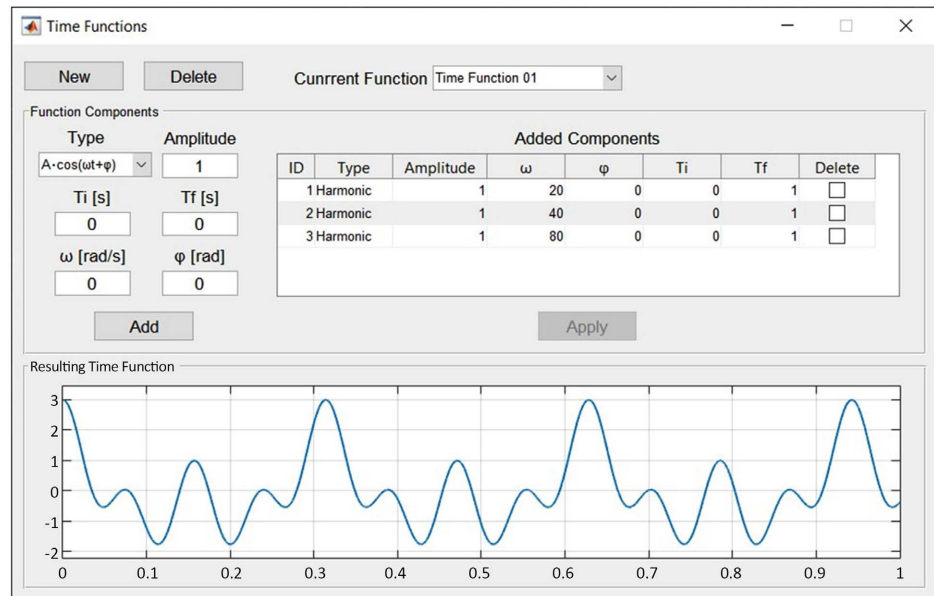 Time Functions
New Delete Cunrrent Function Time Function 01
Function Components
Type Amplitude
A·cos(ωt+φ) 1
Ti [s] Tf [s]
0 0
ω [rad/s] φ [rad]
0 0
Add
Added Components
ID Type Amplitude ω φ Ti Tf Delete
1 Harmonic 1 20 0 0 1
2 Harmonic 1 40 0 0 1
3 Harmonic 1 80 0 0 1
Apply
Resulting Time Function
3
2
1
0
-1
-2
0 0.1 0.2 0.3 0.4 0.5 0.6 0.7 0.8 0.9 1